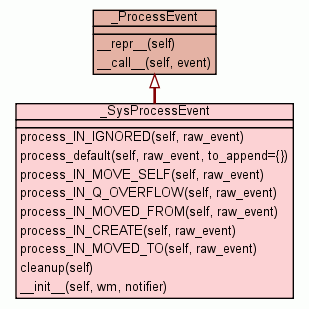 _ProcessEvent
__repr__(self)
__call__(self, event)
_SysProcessEvent
process_IN_IGNORED(self, raw_event)
process_default(self, raw_event, to_append={})
process_IN_MOVE_SELF(self, raw_event)
process_IN_Q_OVERFLOW(self, raw_event)
process_IN_MOVED_FROM(self, raw_event)
process_IN_CREATE(self, raw_event)
process_IN_MOVED_TO(self, raw_event)
cleanup(self)
__init__(self, wm, notifier)